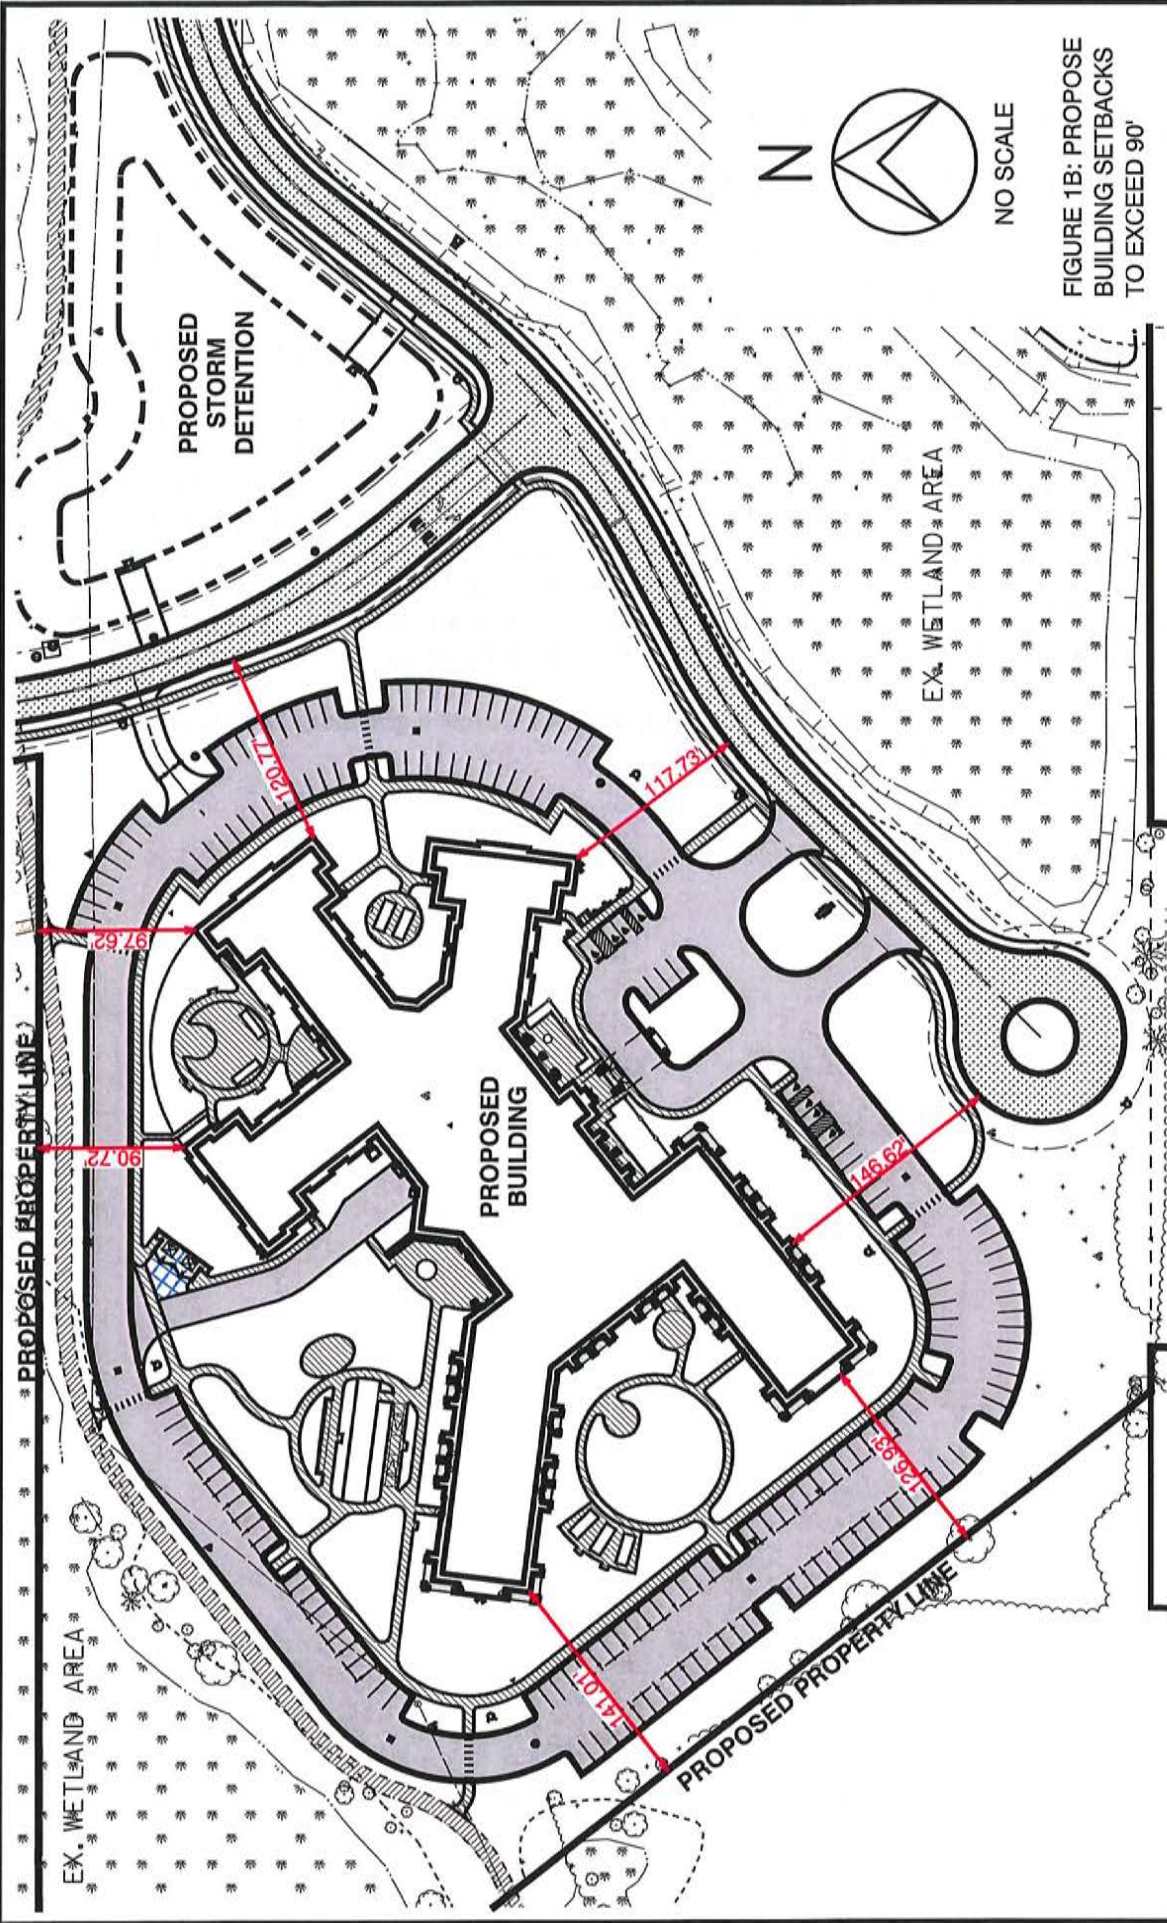 PROPOSED PROPERTY LINE
EX. WETLAND AREA
90.72'
97.62'
PROPOSED
STORM
DETENTION
120.77'
117.73'
PROPOSED
BUILDING
146.62'
126.93'
141.01'
PROPOSED PROPERTY LINE
EX. WETLAND AREA
N
NO SCALE
FIGURE 1B: PROPOSE
BUILDING SETBACKS
TO EXCEED 90'